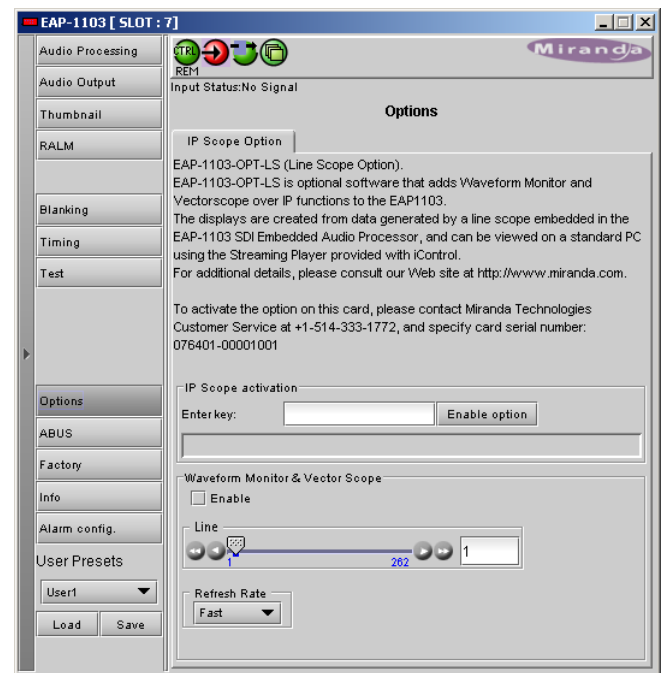 EAP-1103 [ SLOT : 7]
Audio Processing
Audio Output
Thumbnail
RALM
Blanking
Timing
Test
Options
ABUS
Factory
Info
Alarm config.
User Presets
User1
Load
Save
CTRL
REM
Miranda
Input Status:No Signal
Options
IP Scope Option
EAP-1103-OPT-LS (Line Scope Option).
EAP-1103-OPT-LS is optional software that adds Waveform Monitor and
Vectorscope over IP functions to the EAP1103.
The displays are created from data generated by a line scope embedded in the
EAP-1103 SDI Embedded Audio Processor, and can be viewed on a standard PC
using the Streaming Player provided with iControl.
For additional details, please consult our Web site at http://www.miranda.com.
To activate the option on this card, please contact Miranda Technologies
Customer Service at +1-514-333-1772, and specify card serial number:
076401-00001001
IP Scope activation
Enter key:
Enable option
Waveform Monitor & Vector Scope
Enable
Line
1
262
1
Refresh Rate
Fast